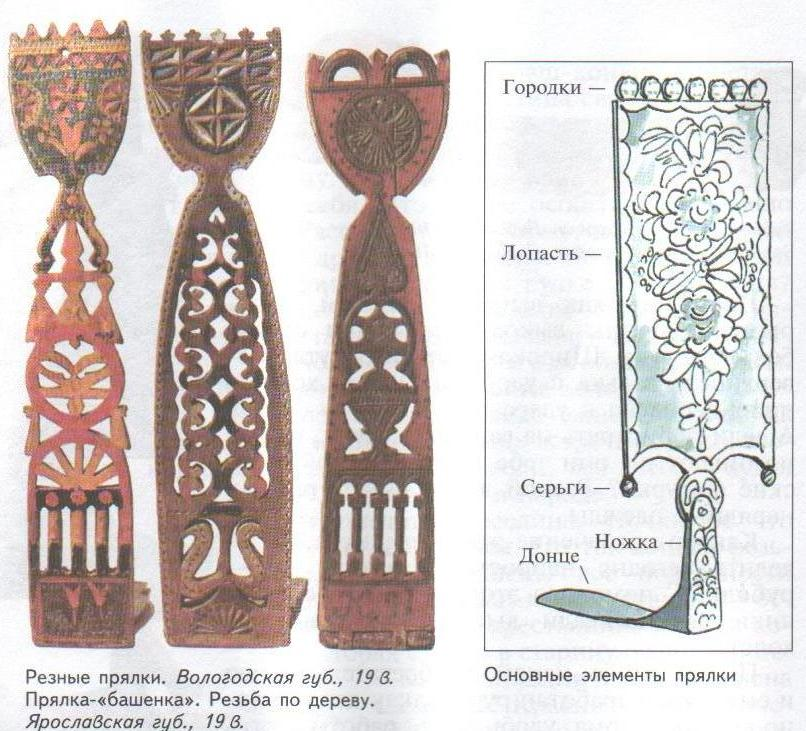 Городки —
Лопасть —
Серьги —
Ножка
Донце
Резные прялки. Вологодская губ., 19 в.
Прялка-«башенка». Резьба по дереву.
Ярославская губ., 19 в.
Основные элементы прялки